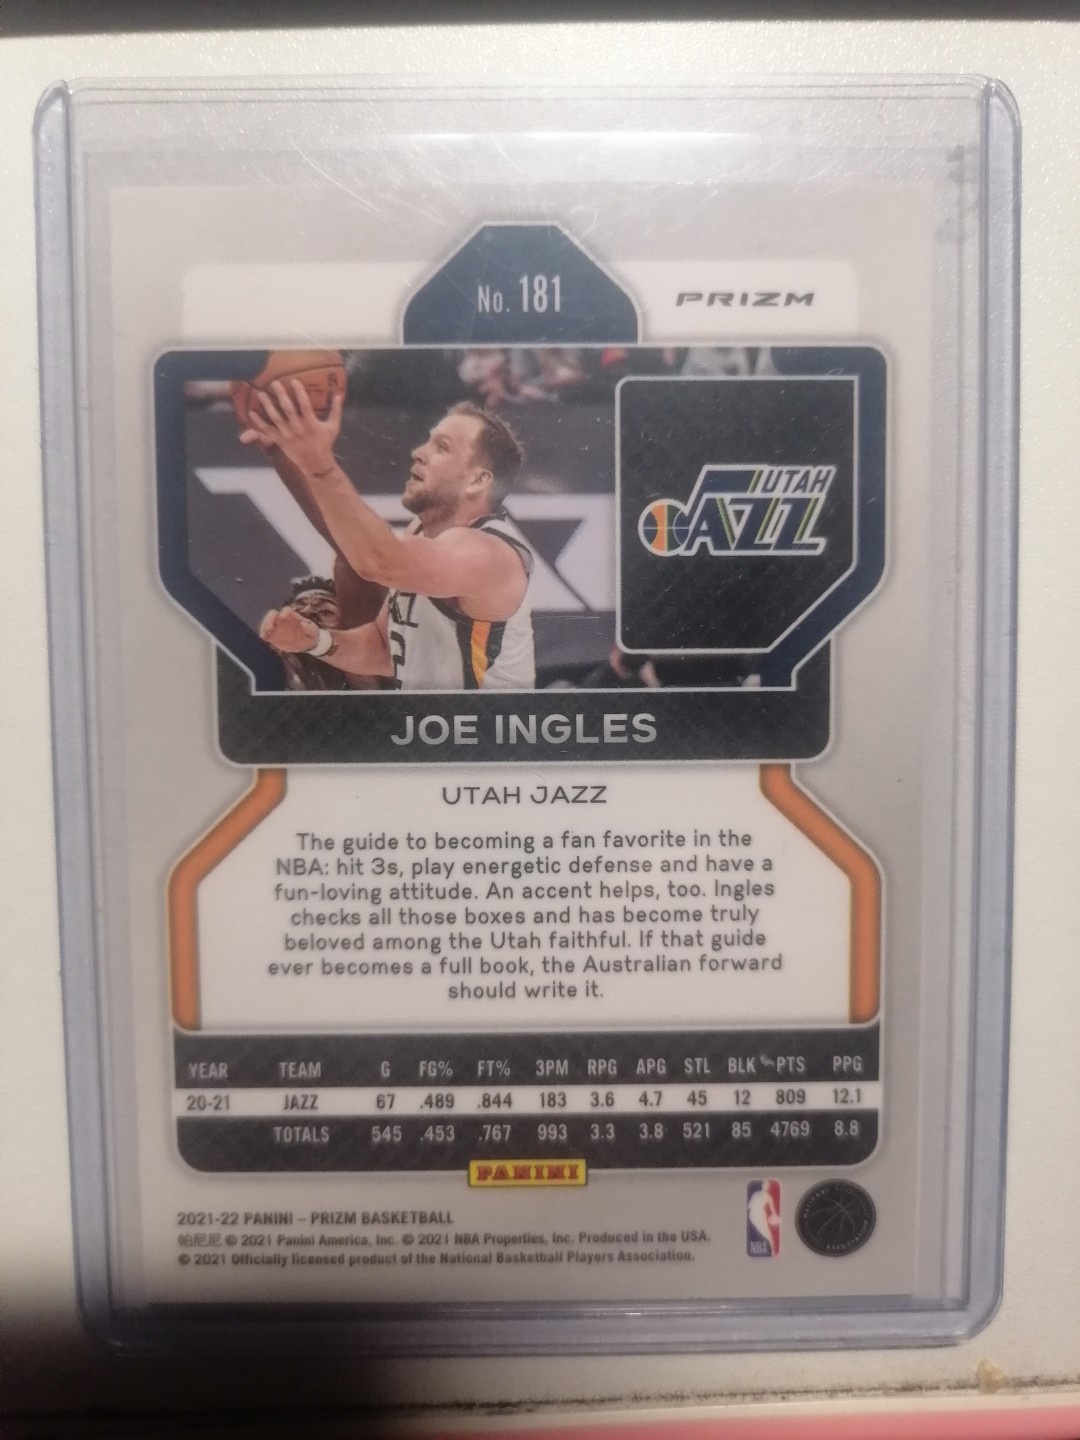 No. 181
PRIZM
UTAH
JAZZ
JOE INGLES
UTAH JAZZ
The guide to becoming a fan favorite in the
NBA: hit 3s, play energetic defense and have a
fun-loving attitude. An accent helps, too. Ingles
checks all those boxes and has become truly
beloved among the Utah faithful. If that guide
ever becomes a full book, the Australian forward
should write it.
YEAR TEAM G FG% FT% 3PM RPG APG STL BLK PTS PPG
20-21 JAZZ 67 .489 .844 183 3.6 4.7 45 12 809 12.1
TOTALS 545 .453 .767 993 3.3 3.8 521 85 4769 8.8
PANINI
2021-22 PANINI – PRIZM BASKETBALL
帕尼尼 © 2021 Panini America, Inc. © 2021 NBA Properties, Inc. Produced in the USA.
© 2021 Officially licensed product of the National Basketball Players Association.
NBA